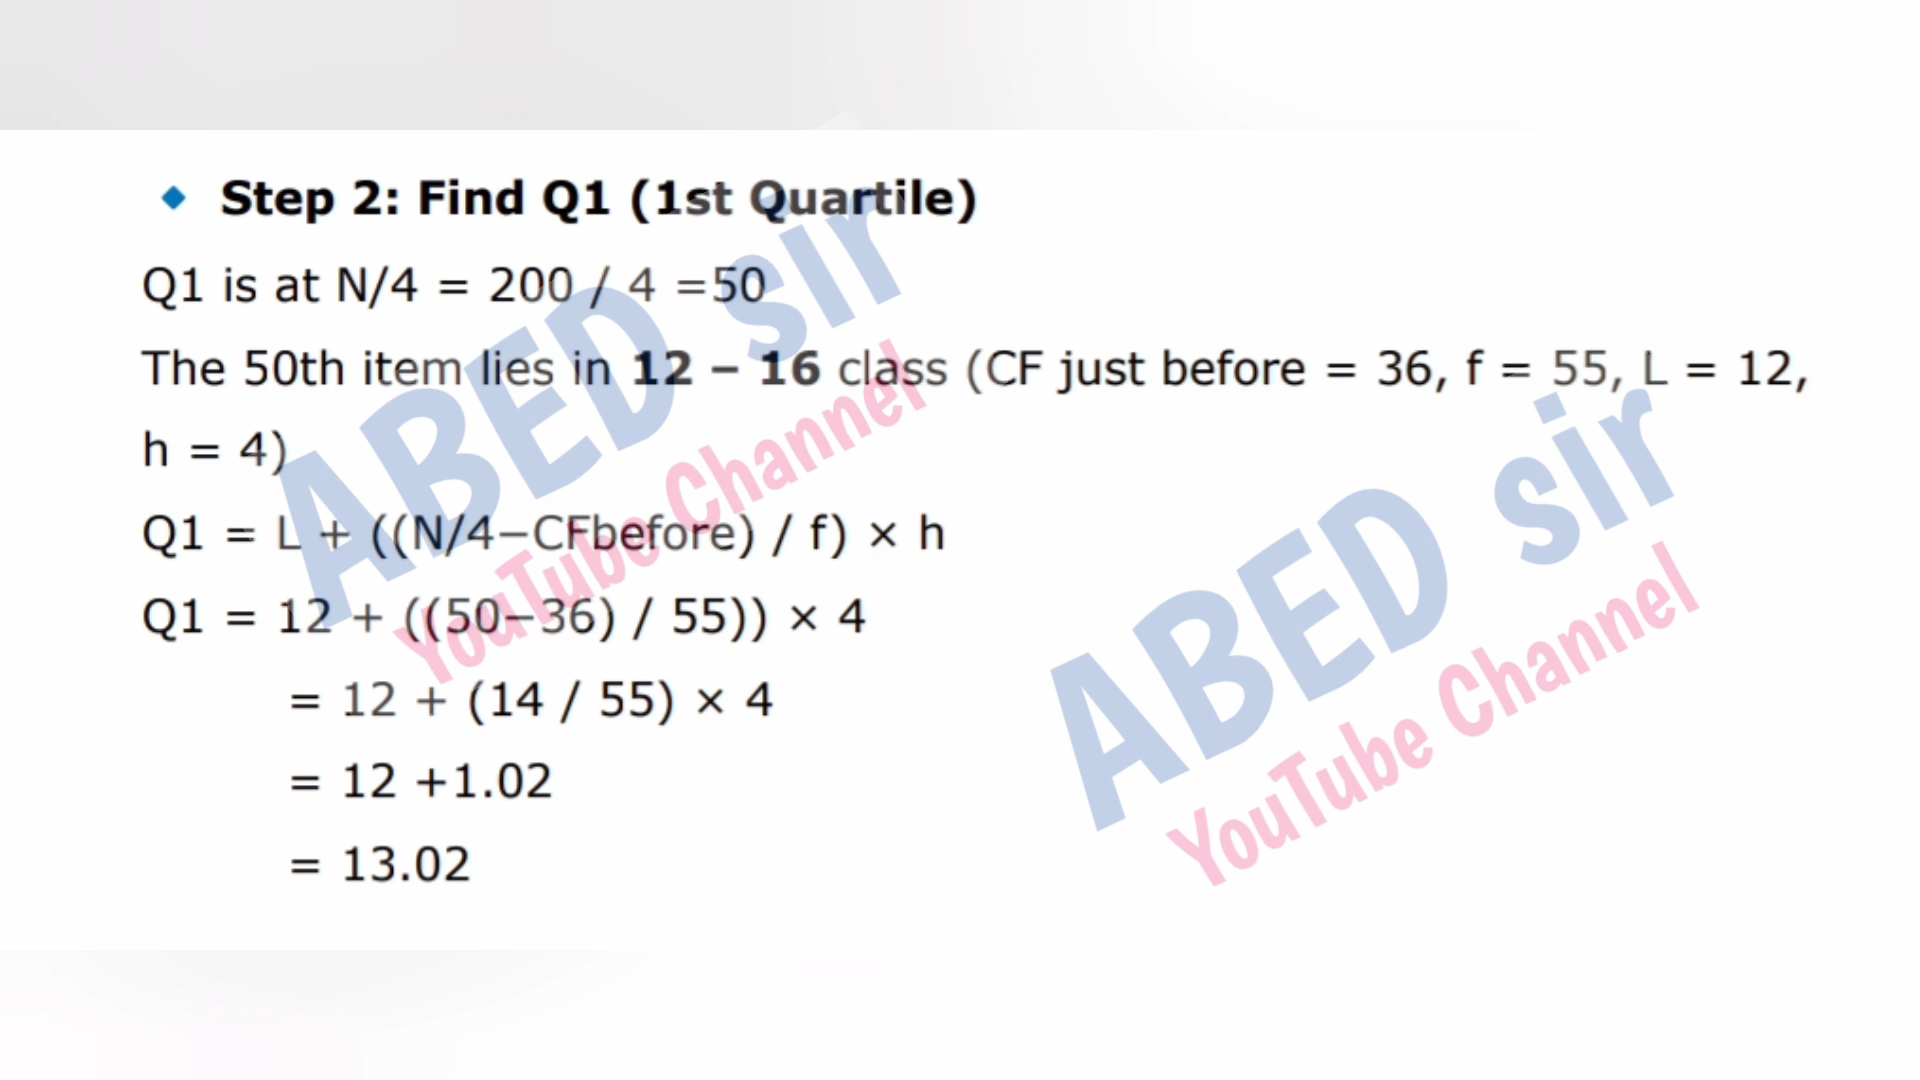 Step 2: Find Q1 (1st Quartile)
Q1 is at N/4 = 200 / 4 =50
The 50th item lies in 12 – 16 class (CF just before = 36, f = 55, L = 12,
h = 4)
Q1 = L + ((N/4−CFbefore) / f) × h
Q1 = 12 + ((50−36) / 55)) × 4
= 12 + (14 / 55) × 4
= 12 +1.02
= 13.02
ABED sir
YouTube Channel
ABED sir
YouTube Channel